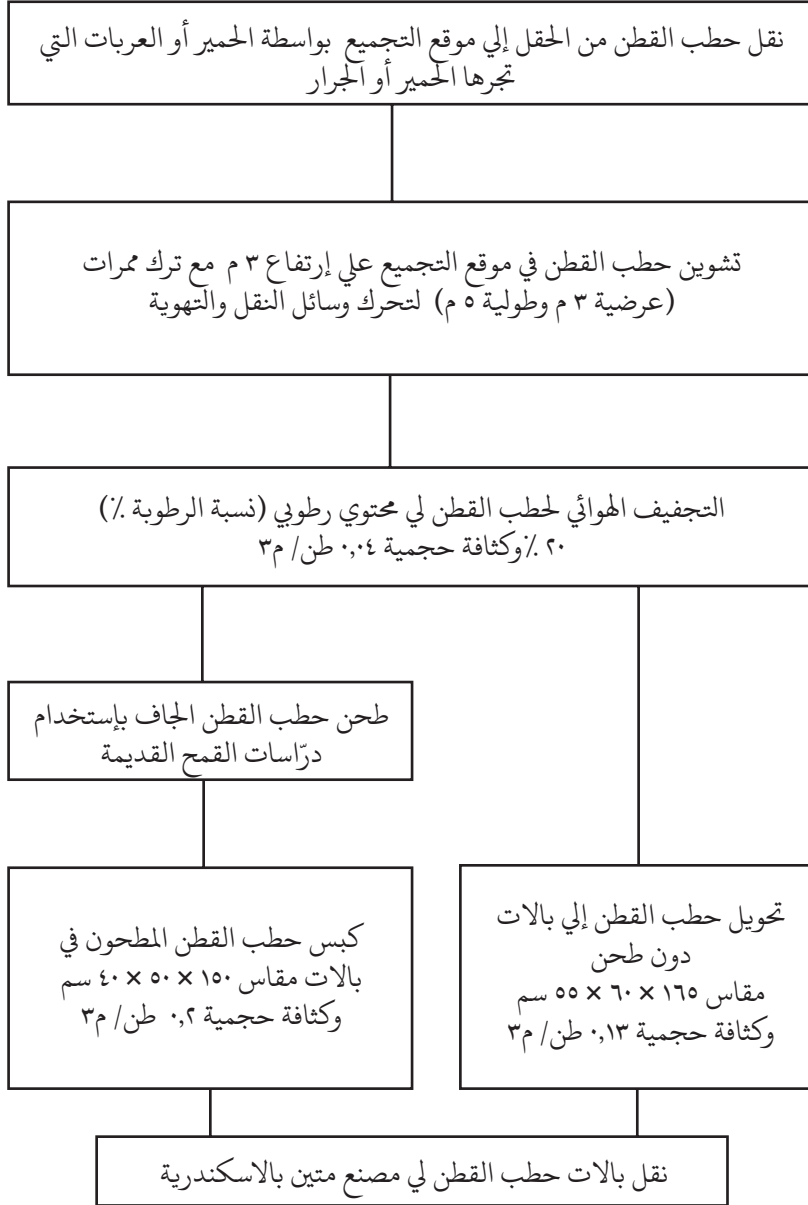 نقل حطب القطن من الحقل إلي موقع التجميع بواسطة الحمير أو العربات التي
تجرها الحمير أو الجرار
تشوين حطب القطن في موقع التجميع علي إرتفاع ٣ م مع ترك ممرات
(عرضية ٣ م وطولية ٥ م) لتحرك وسائل النقل والتهوية
التجفيف الهوائي لحطب القطن لي محتوي رطوبي (نسبة الرطوبة ٪)
٢٠ ٪ وكثافة حجمية ٠,٠٤ طن/ م٣
طحن حطب القطن الجاف بإستخدام
درّاسات القمح القديمة
تحويل حطب القطن إلي بالات
دون طحن
مقاس ١٦٥ × ٦٠ × ٥٥ سم
وكثافة حجمية ٠,١٣ طن/ م٣
كبس حطب القطن المطحون في
بالات مقاس ١٥٠ × ٥٠ × ٤٠ سم
وكثافة حجمية ٠,٢ طن/ م٣
نقل بالات حطب القطن لي مصنع متين بالاسكندرية